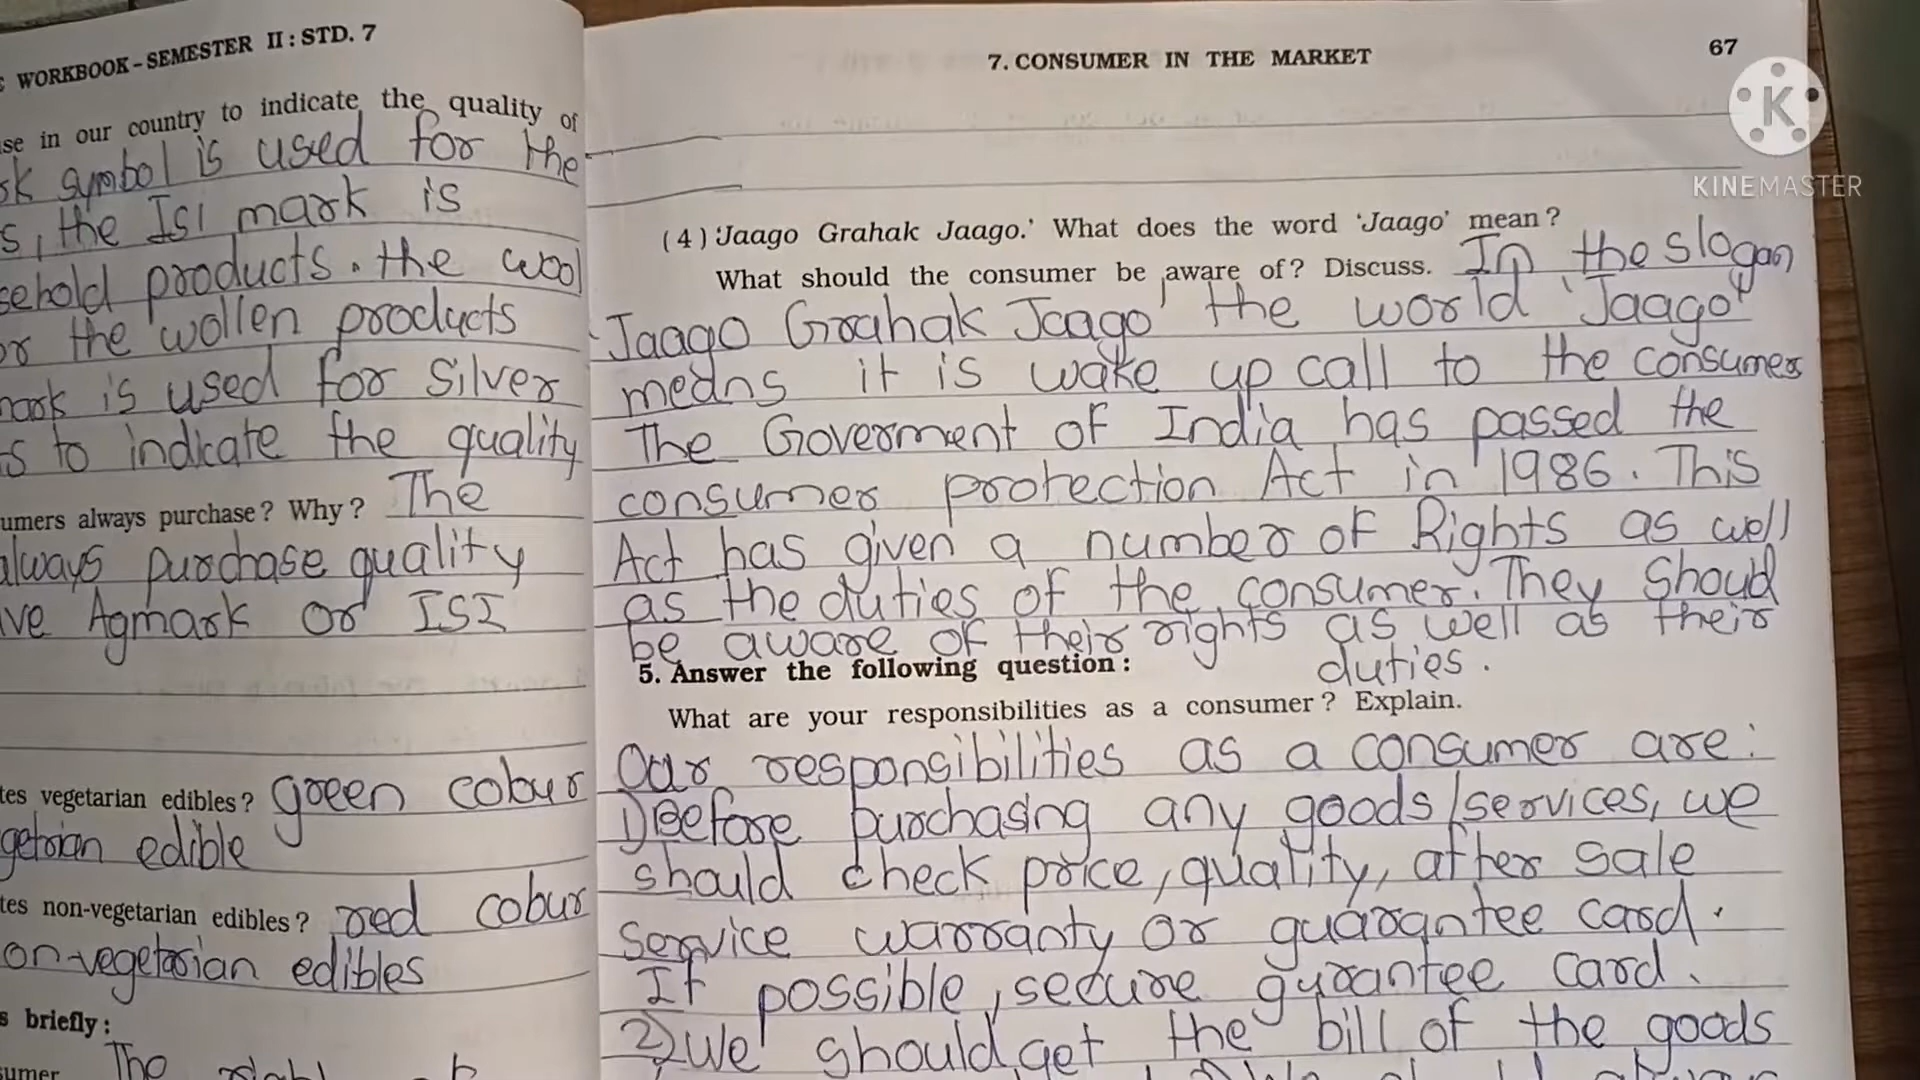 WORKBOOK - SEMESTER II : STD. 7
se in our country to indicate the quality of
sk symbol is used for the
s, the Isi mark is
sehold products. the wool
or the wollen products
mark is used for silver
s to indicate the quality
umers always purchase? Why? The
always purchase quality
ve Agmark or ISI
tes vegetarian edibles? green colour
getarian edible
tes non-vegetarian edibles? red colour
on-vegetarian edibles
s briefly:
sumer The
7. CONSUMER IN THE MARKET
67
KINEMASTER
(4) 'Jaago Grahak Jaago.' What does the word 'Jaago' mean?
What should the consumer be aware of? Discuss. In the slogan
'Jaago Grahak Jaago' the world 'Jaago'
means it is wake up call to the consumer
The Goverment of India has passed the
consumer protection Act in 1986. This
Act has given a number of Rights as well
as the duties of the consumer. They should
be aware of their rights as well as their
duties.
5. Answer the following question:
What are your responsibilities as a consumer? Explain.
Our responsibilities as a consumer are:
1) Before purchasing any goods/services, we
should check price, quality, after sale
service warranty or guarantee card.
If possible, secure gurantee card.
2) We should get the bill of the goods